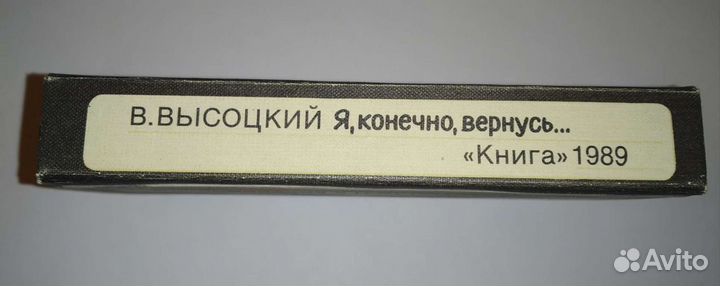 В.ВЫСОЦКИЙ Я, конечно, вернусь...
«Книга» 1989
Avito